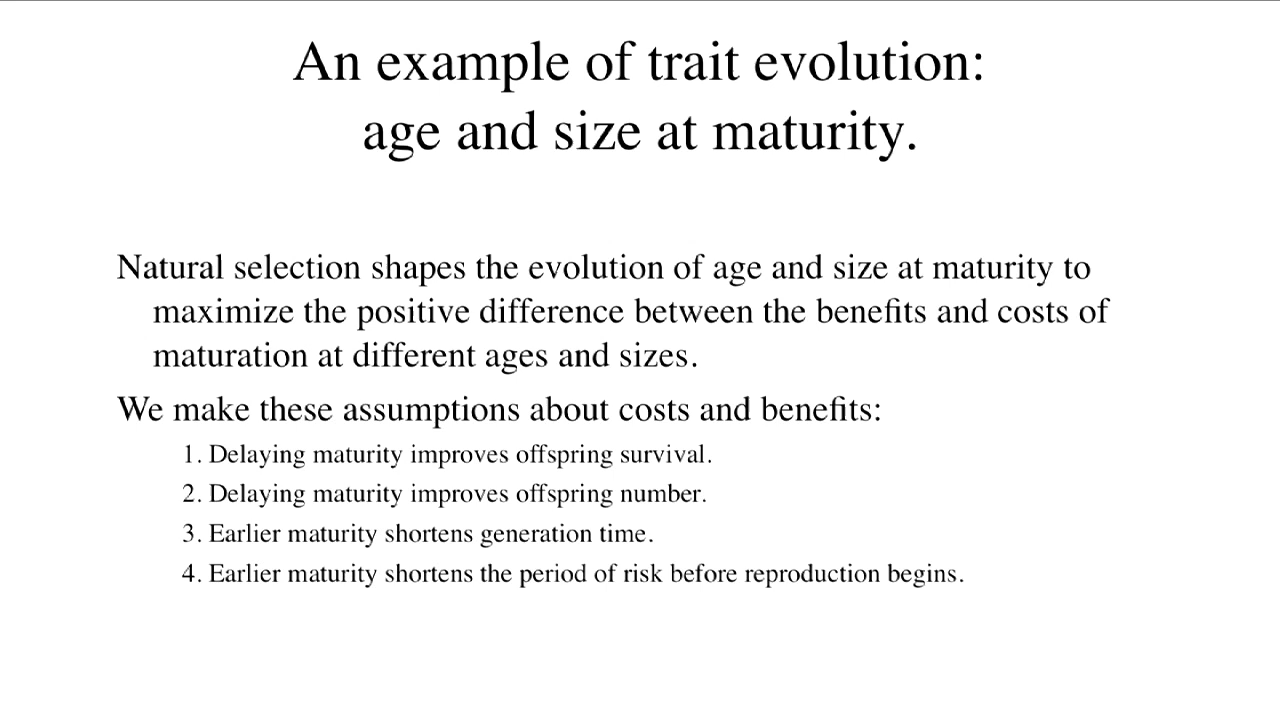 An example of trait evolution:
age and size at maturity.
Natural selection shapes the evolution of age and size at maturity to
maximize the positive difference between the benefits and costs of
maturation at different ages and sizes.
We make these assumptions about costs and benefits:
1. Delaying maturity improves offspring survival.
2. Delaying maturity improves offspring number.
3. Earlier maturity shortens generation time.
4. Earlier maturity shortens the period of risk before reproduction begins.